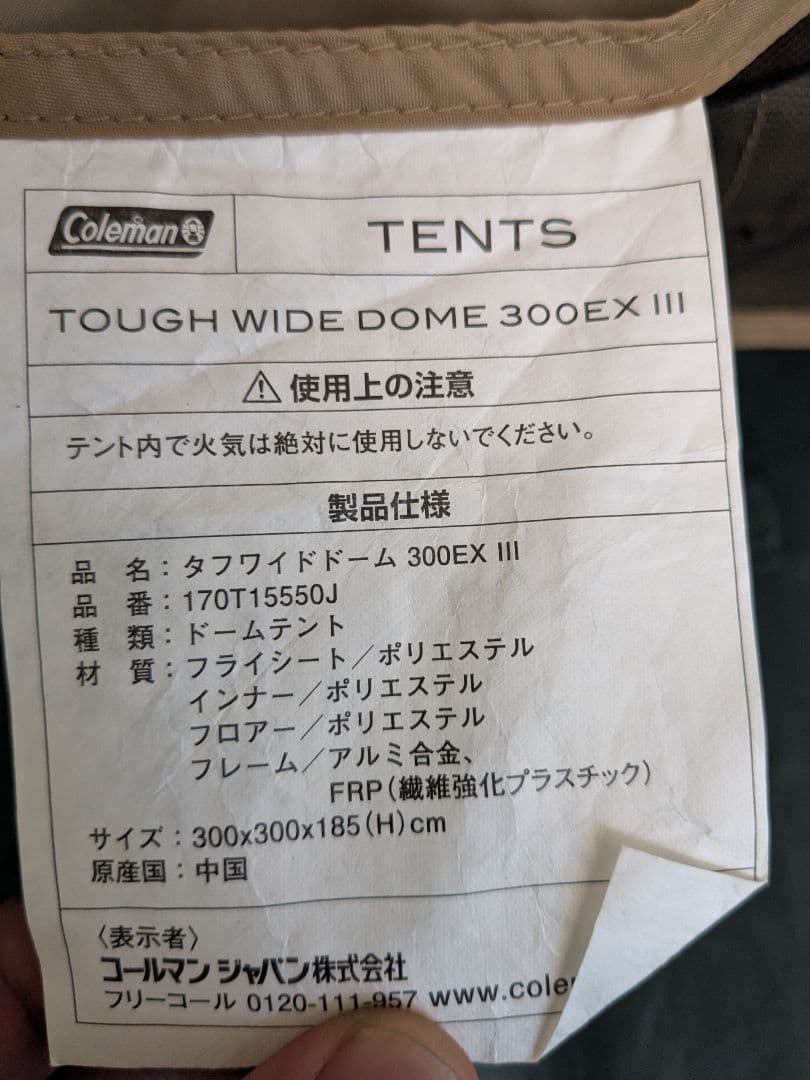 Coleman TENTS
TOUGH WIDE DOME 300EX III
使用上の注意
テント内で火気は絶対に使用しないでください。
製品仕様
品 名：タフワイドドーム 300EX III
品 番：170T15550J
種 類：ドームテント
材 質：フライシート／ポリエステル
インナー／ポリエステル
フロアー／ポリエステル
フレーム／アルミ合金、
FRP（繊維強化プラスチック）
サイズ：300x300x185(H)cm
原産国：中国
〈表示者〉
コールマン ジャパン株式会社
フリーコール 0120-111-957 www.cole